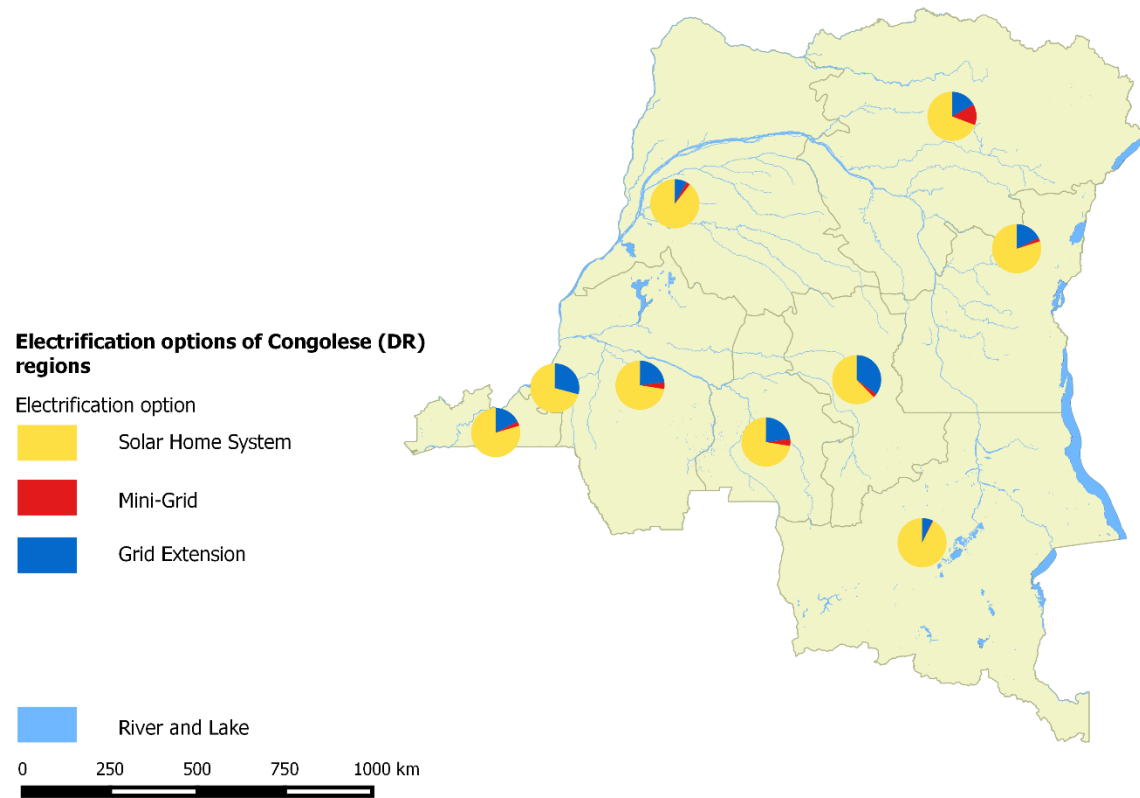 Electrification options of Congolese (DR)
regions
Electrification option
Solar Home System
Mini-Grid
Grid Extension
River and Lake
0 250 500 750 1000 km